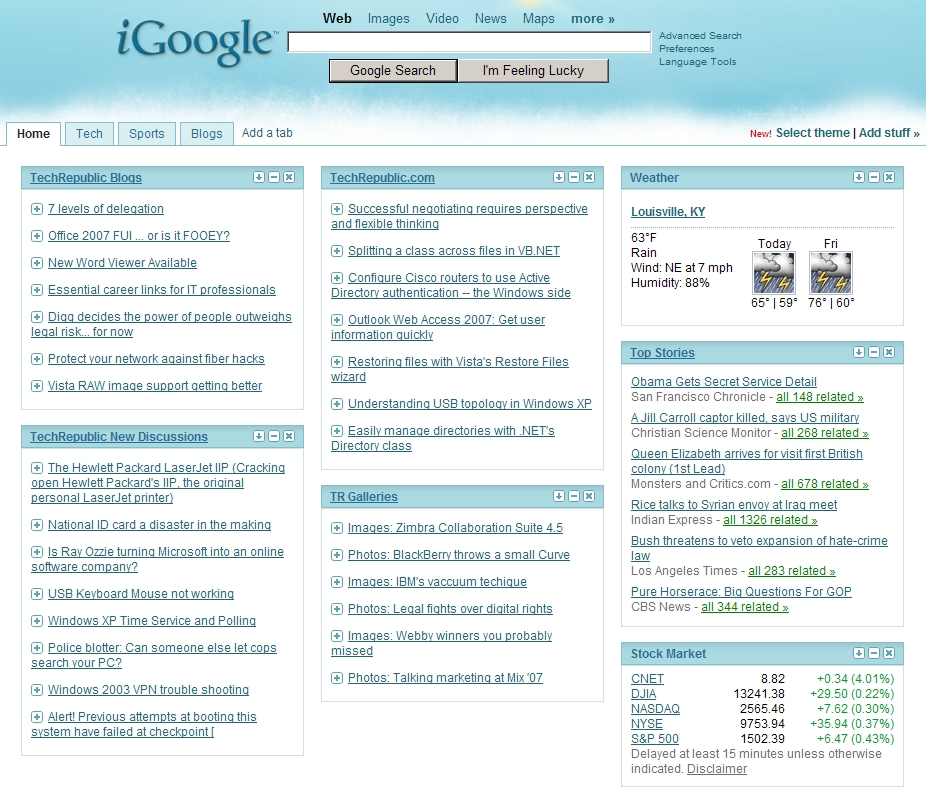 Web Images Video News Maps more »
iGoogle™
Advanced Search
Preferences
Language Tools
Google Search I'm Feeling Lucky
Home Tech Sports Blogs Add a tab
New! Select theme | Add stuff »
TechRepublic Blogs
7 levels of delegation
Office 2007 FUI ... or is it FOOEY?
New Word Viewer Available
Essential career links for IT professionals
Digg decides the power of people outweighs
legal risk... for now
Protect your network against fiber hacks
Vista RAW image support getting better
TechRepublic New Discussions
The Hewlett Packard LaserJet IIP (Cracking
open Hewlett Packard's IIP, the original
personal LaserJet printer)
National ID card a disaster in the making
Is Ray Ozzie turning Microsoft into an online
software company?
USB Keyboard Mouse not working
Windows XP Time Service and Polling
Police blotter: Can someone else let cops
search your PC?
Windows 2003 VPN trouble shooting
Alert! Previous attempts at booting this
system have failed at checkpoint [
TechRepublic.com
Successful negotiating requires perspective
and flexible thinking
Splitting a class across files in VB.NET
Configure Cisco routers to use Active
Directory authentication -- the Windows side
Outlook Web Access 2007: Get user
information quickly
Restoring files with Vista's Restore Files
wizard
Understanding USB topology in Windows XP
Easily manage directories with .NET's
Directory class
TR Galleries
Images: Zimbra Collaboration Suite 4.5
Photos: BlackBerry throws a small Curve
Images: IBM's vacuum techique
Photos: Legal fights over digital rights
Images: Webby winners you probably
missed
Photos: Talking marketing at Mix '07
Weather
Louisville, KY
63°F
Rain
Wind: NE at 7 mph
Humidity: 88%
Today Fri
65° | 59° 76° | 60°
Top Stories
Obama Gets Secret Service Detail
San Francisco Chronicle - all 148 related »
A Jill Carroll captor killed, says US military
Christian Science Monitor - all 268 related »
Queen Elizabeth arrives for visit first British
colony (1st Lead)
Monsters and Critics.com - all 678 related »
Rice talks to Syrian envoy at Iraq meet
Indian Express - all 1326 related »
Bush threatens to veto expansion of hate-crime
law
Los Angeles Times - all 283 related »
Pure Horserace: Big Questions For GOP
CBS News - all 344 related »
Stock Market
CNET 8.82 +0.34 (4.01%)
DJIA 13241.38 +29.50 (0.22%)
NASDAQ 2565.46 +7.62 (0.30%)
NYSE 9753.94 +35.94 (0.37%)
S&P 500 1502.39 +6.47 (0.43%)
Delayed at least 15 minutes unless otherwise
indicated. Disclaimer